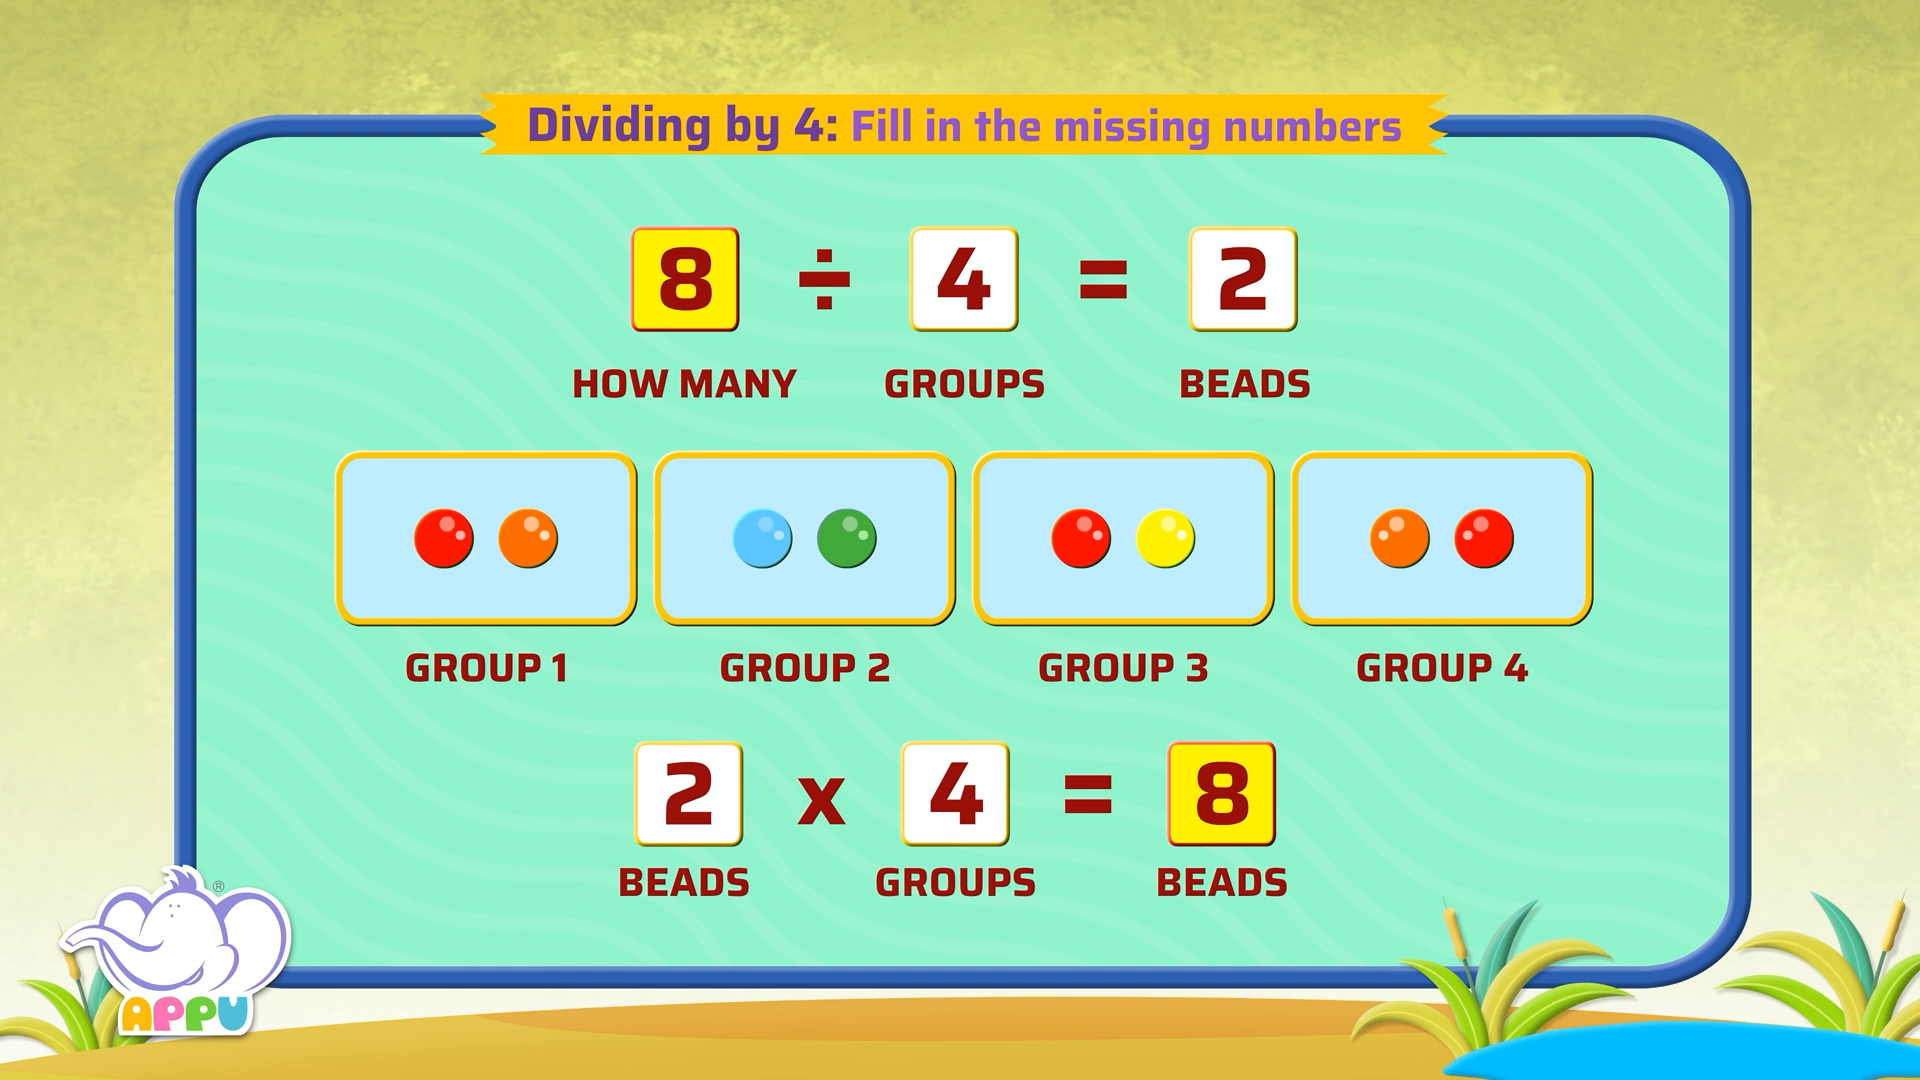 Dividing by 4: Fill in the missing numbers
8 ÷ 4 = 2
HOW MANY GROUPS BEADS
GROUP 1 GROUP 2 GROUP 3 GROUP 4
2 x 4 = 8
BEADS GROUPS BEADS
®
APPU